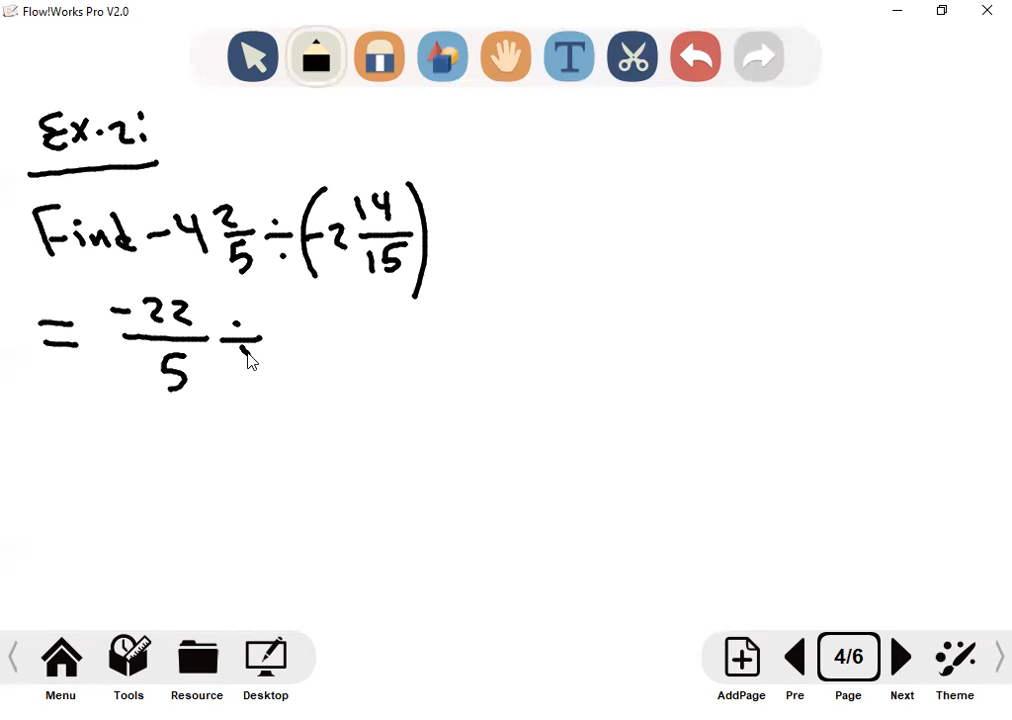 Flow!Works Pro V2.0
T
Ex. 2:
Find -4 2/5 ÷ (-2 14/15)
= -22/5 ÷
4/6
Menu Tools Resource Desktop AddPage Pre Page Next Theme